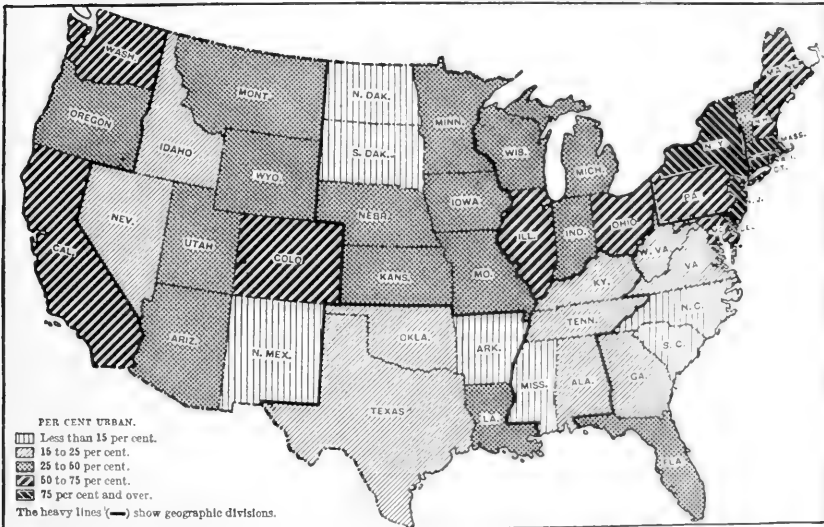 WASH.
MONT.
N. DAK.
MINN.
OREGON
IDAHO
S. DAK.
WIS.
MICH.
WYO.
N.Y.
MASS.
NEV.
NEBR.
IOWA
PA.
N.J.
UTAH
ILL.
IND.
OHIO
CAL.
COLO
KANS.
MO.
W. VA.
VA.
KY.
ARIZ.
N. MEX.
OKLA.
ARK.
TENN.
N.C.
S.C.
TEXAS
LA.
MISS.
ALA.
GA.
FLA.
PER CENT URBAN.
Less than 15 per cent.
15 to 25 per cent.
25 to 50 per cent.
50 to 75 per cent.
75 per cent and over.
The heavy lines (━) show geographic divisions.